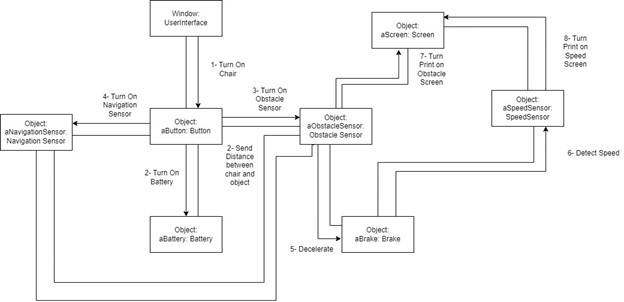 Window:
UserInterface
Object:
aScreen: Screen
8- Turn
Print on
Speed
Screen
1- Turn On
Chair
7- Turn
Print on
Obstacle
Screen
4- Turn On
Navigation
Sensor
3- Turn On
Obstacle
Sensor
Object:
aSpeedSensor:
SpeedSensor
Object:
aNavigationSensor:
Navigation Sensor
Object:
aButton: Button
Object:
aObstacleSensor:
Obstacle Sensor
2- Turn On
Battery
2- Send
Distance
between
chair and
object
6- Detect Speed
Object:
aBattery: Battery
5- Decelerate
Object:
aBrake: Brake